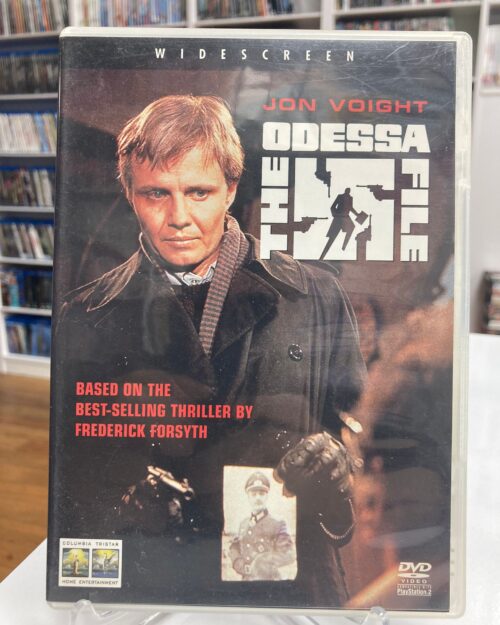 WIDESCREEN
JON VOIGHT
THE
ODESSA
FILE
BASED ON THE
BEST-SELLING THRILLER BY
FREDERICK FORSYTH
COLUMBIA TRISTAR
HOME ENTERTAINMENT
DVD
VIDEO
PlayStation 2